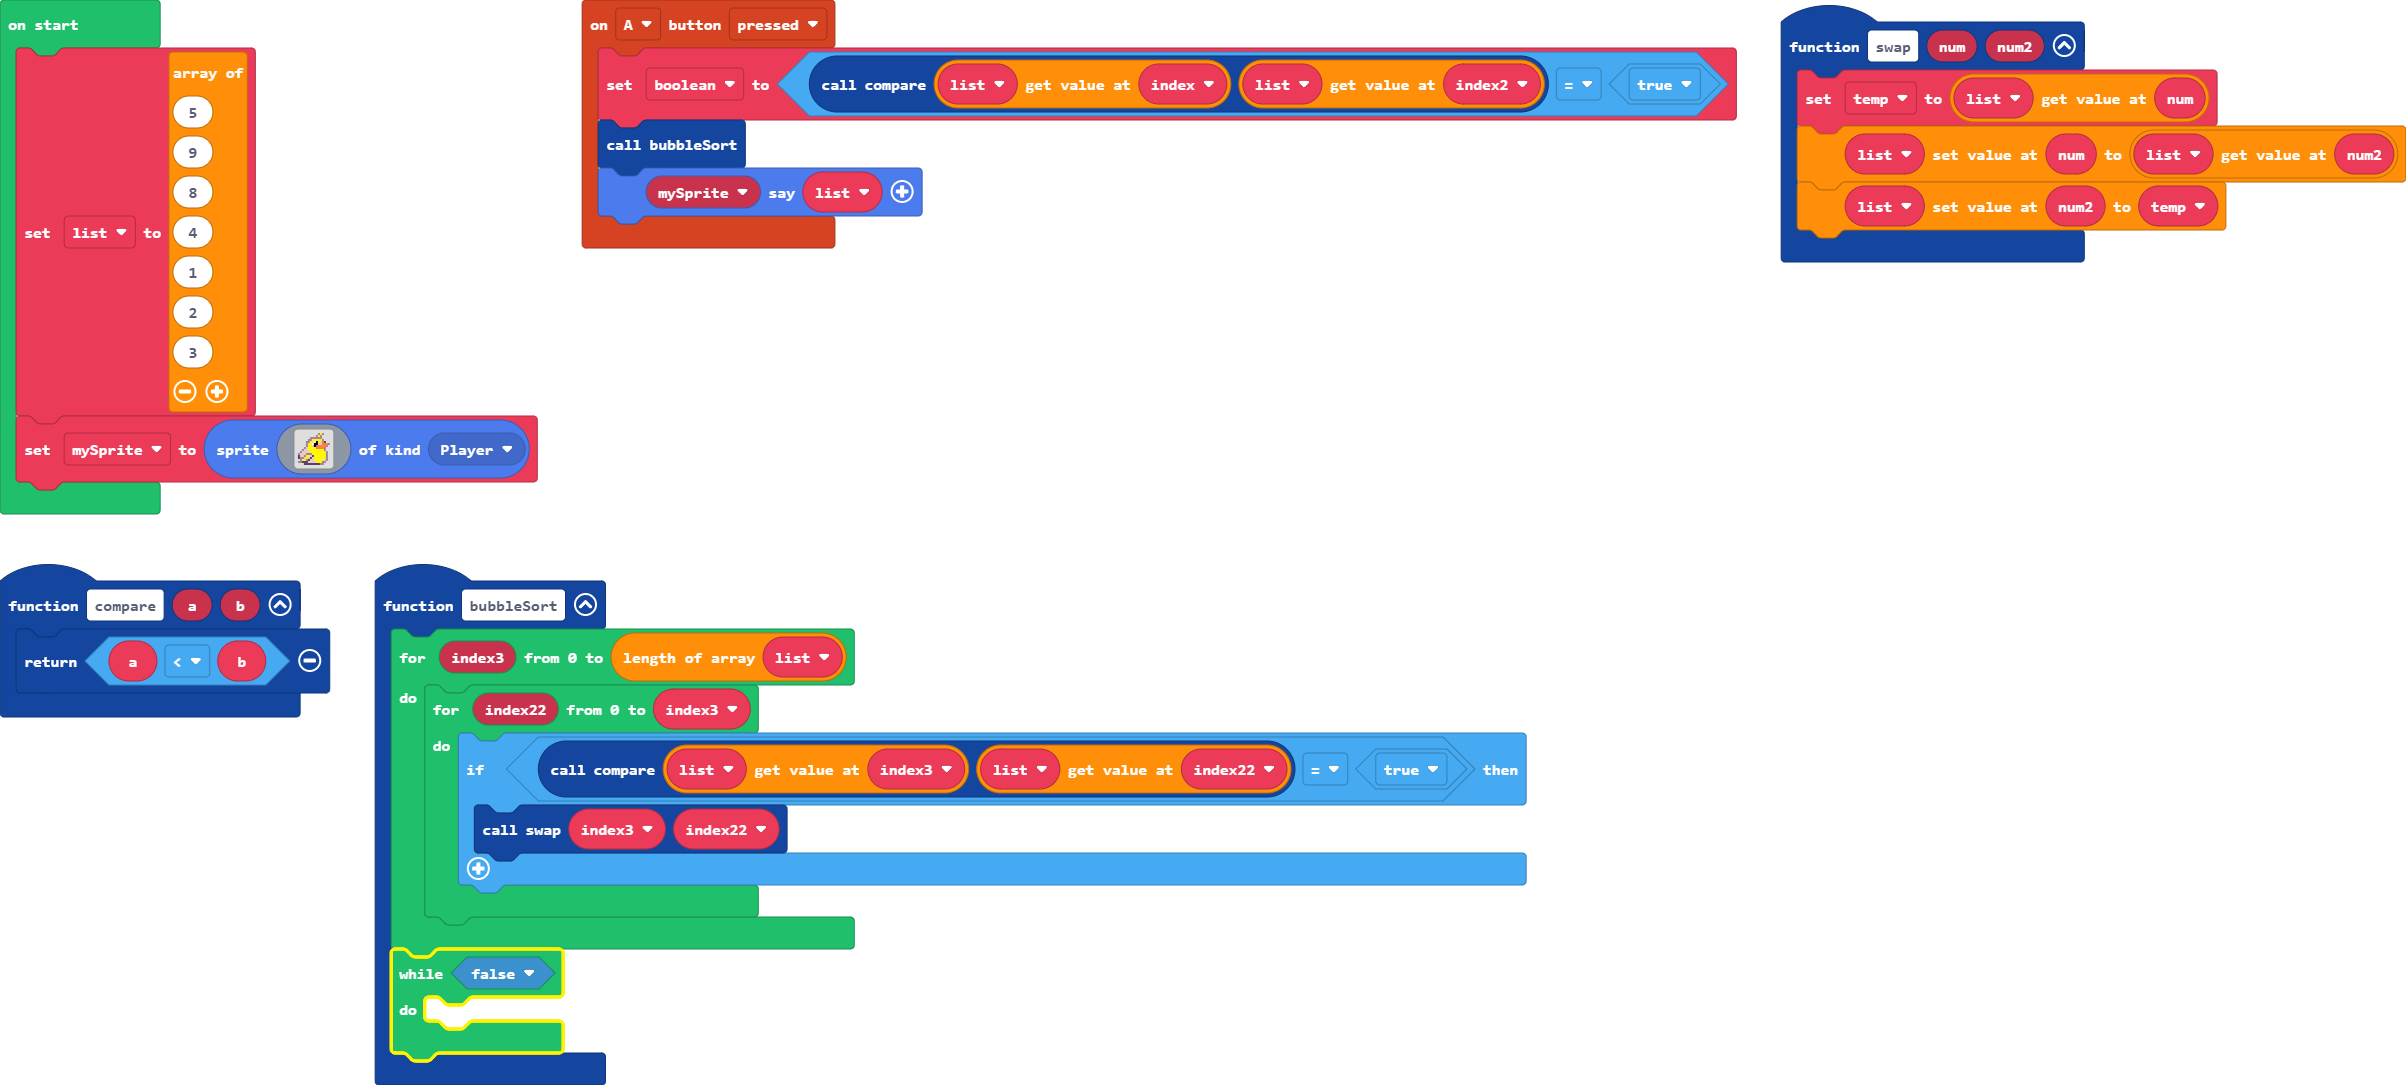 on start
set list to array of
5
9
8
4
1
2
3
set mySprite to sprite of kind Player
on A button pressed
set boolean to call compare list get value at index list get value at index2 = true
call bubbleSort
mySprite say list
function swap num num2
set temp to list get value at num
list set value at num to list get value at num2
list set value at num2 to temp
function compare a b
return a < b
function bubbleSort
for index3 from 0 to length of array list
do
for index22 from 0 to index3
do
if call compare list get value at index3 list get value at index22 = true then
call swap index3 index22
while false
do